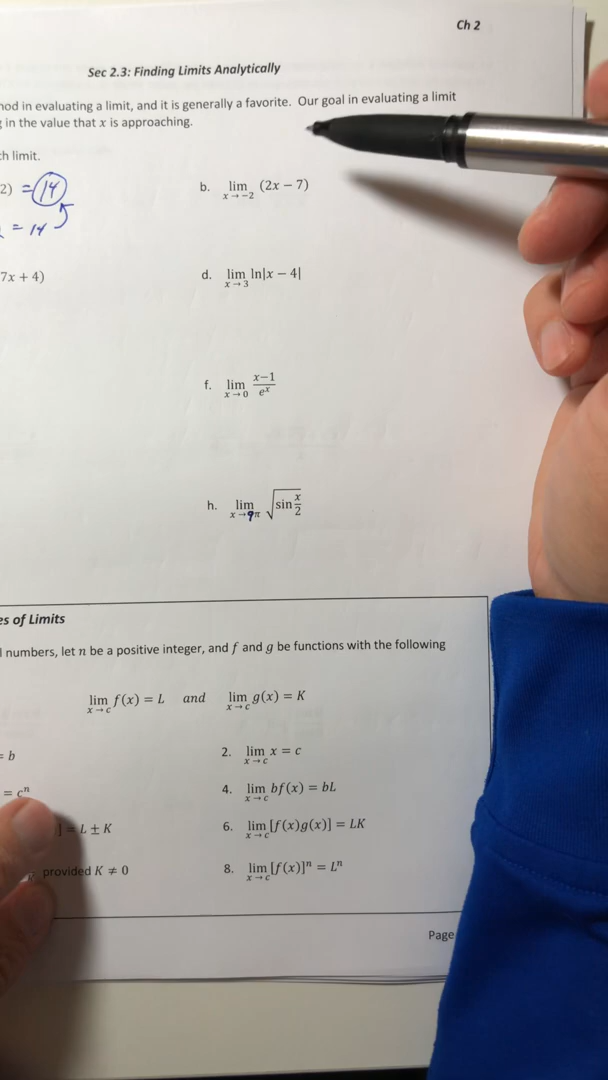 Ch 2
Sec 2.3: Finding Limits Analytically
in evaluating a limit, and it is generally a favorite. Our goal in evaluating a limit
in the value that x is approaching.
limit.
2) = 14
b. lim x→−2 (2x − 7)
= 14
7x + 4)
d. lim x→3 ln|x − 4|
f. lim x→0 (x−1)/e^x
h. lim x→9π √(sin x/2)
of Limits
numbers, let n be a positive integer, and f and g be functions with the following
lim x→c f(x) = L and lim x→c g(x) = K
= b
2. lim x→c x = c
= cⁿ
4. lim x→c bf(x) = bL
] = L ± K
6. lim x→c [f(x)g(x)] = LK
provided K ≠ 0
8. lim x→c [f(x)]ⁿ = Lⁿ
Page